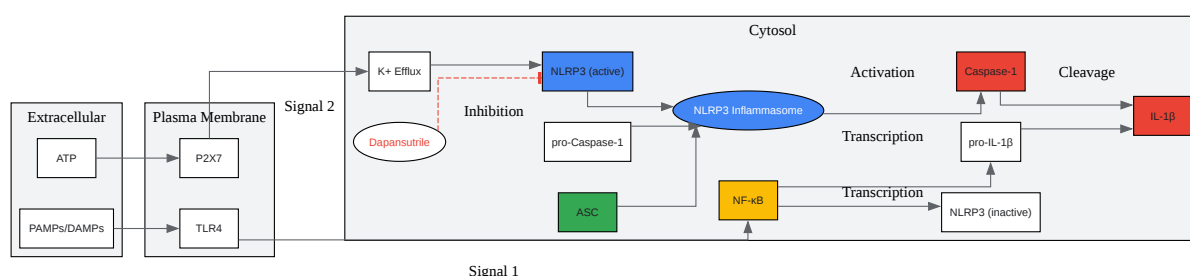 Cytosol
K+ Efflux
NLRP3 (active)
Activation
Caspase-1
Cleavage
Signal 2
Extracellular
Plasma Membrane
Inhibition
NLRP3 Inflammasome
IL-1β
Dapansutrile
pro-Caspase-1
Transcription
pro-IL-1β
ATP
P2X7
Transcription
NF-κB
ASC
NLRP3 (inactive)
PAMPs/DAMPs
TLR4
Signal 1